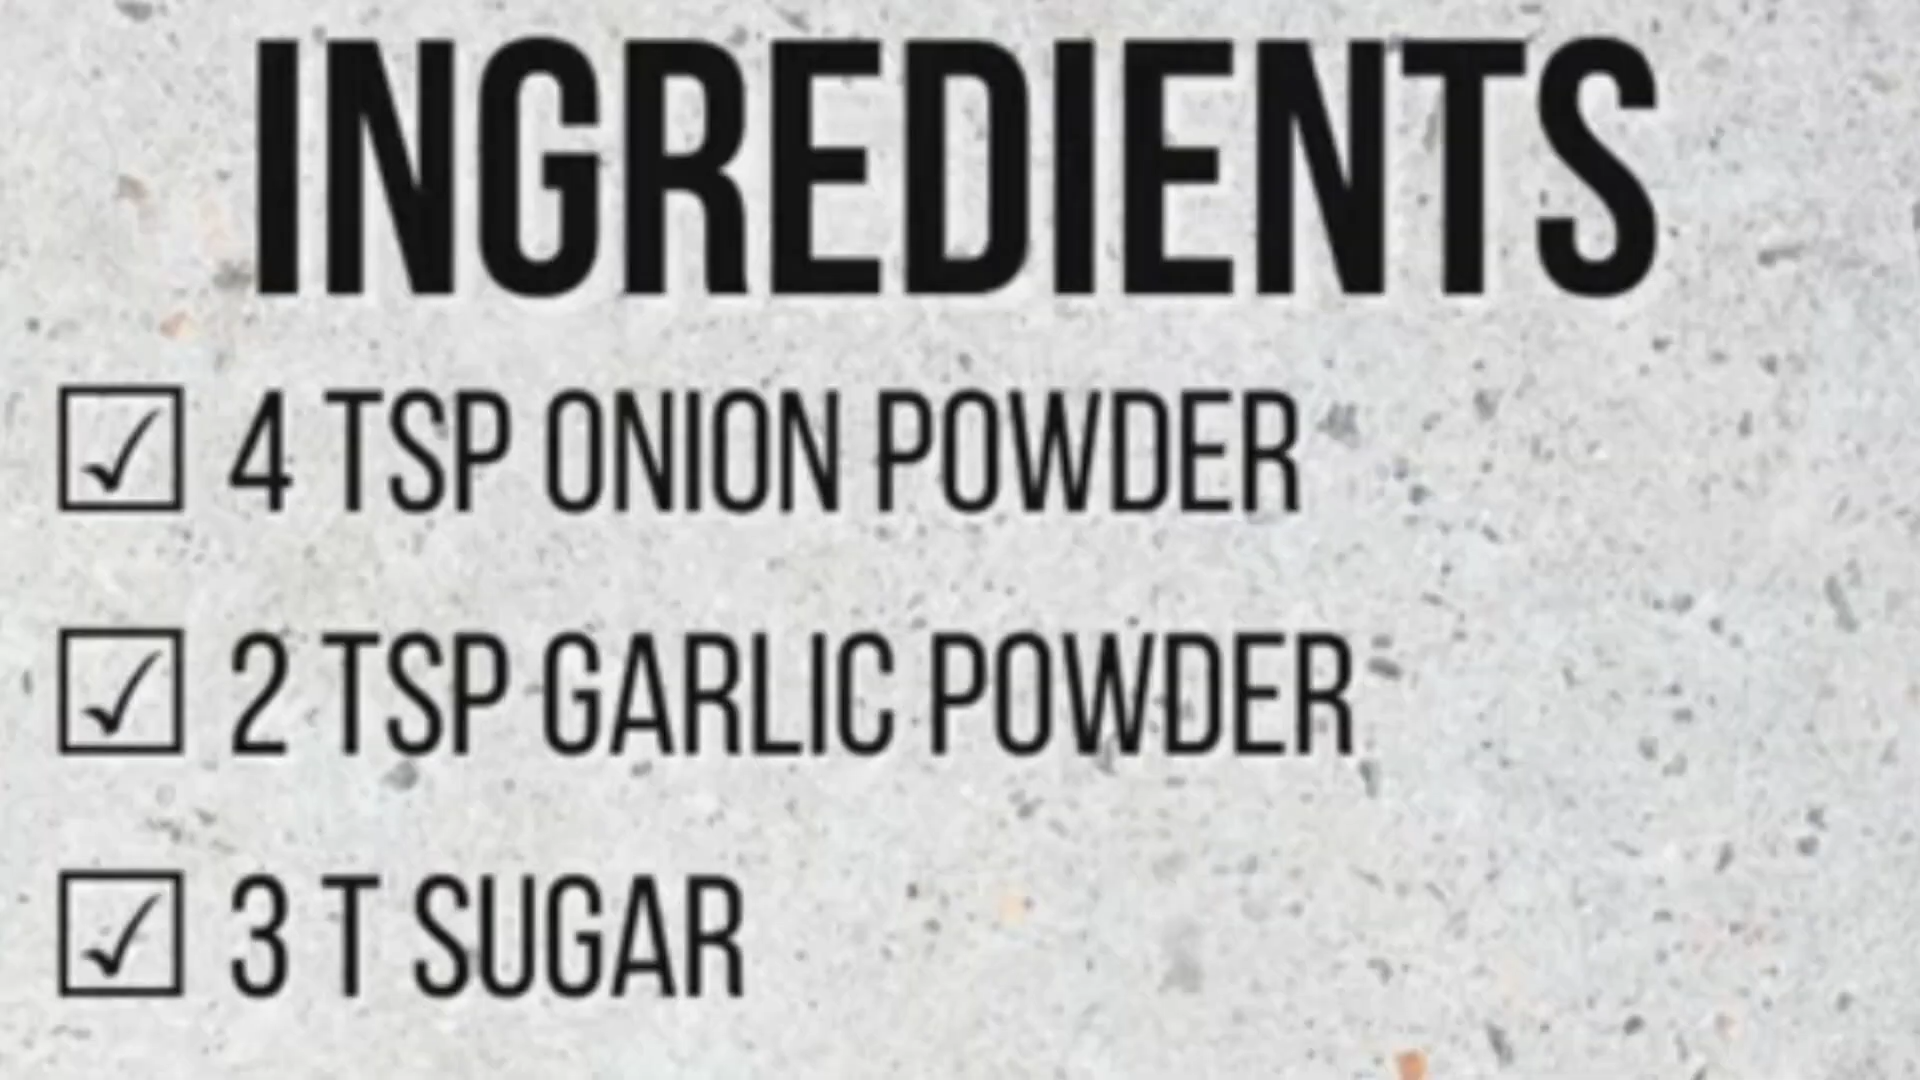 INGREDIENTS
☑ 4 TSP ONION POWDER
☑ 2 TSP GARLIC POWDER
☑ 3 T SUGAR